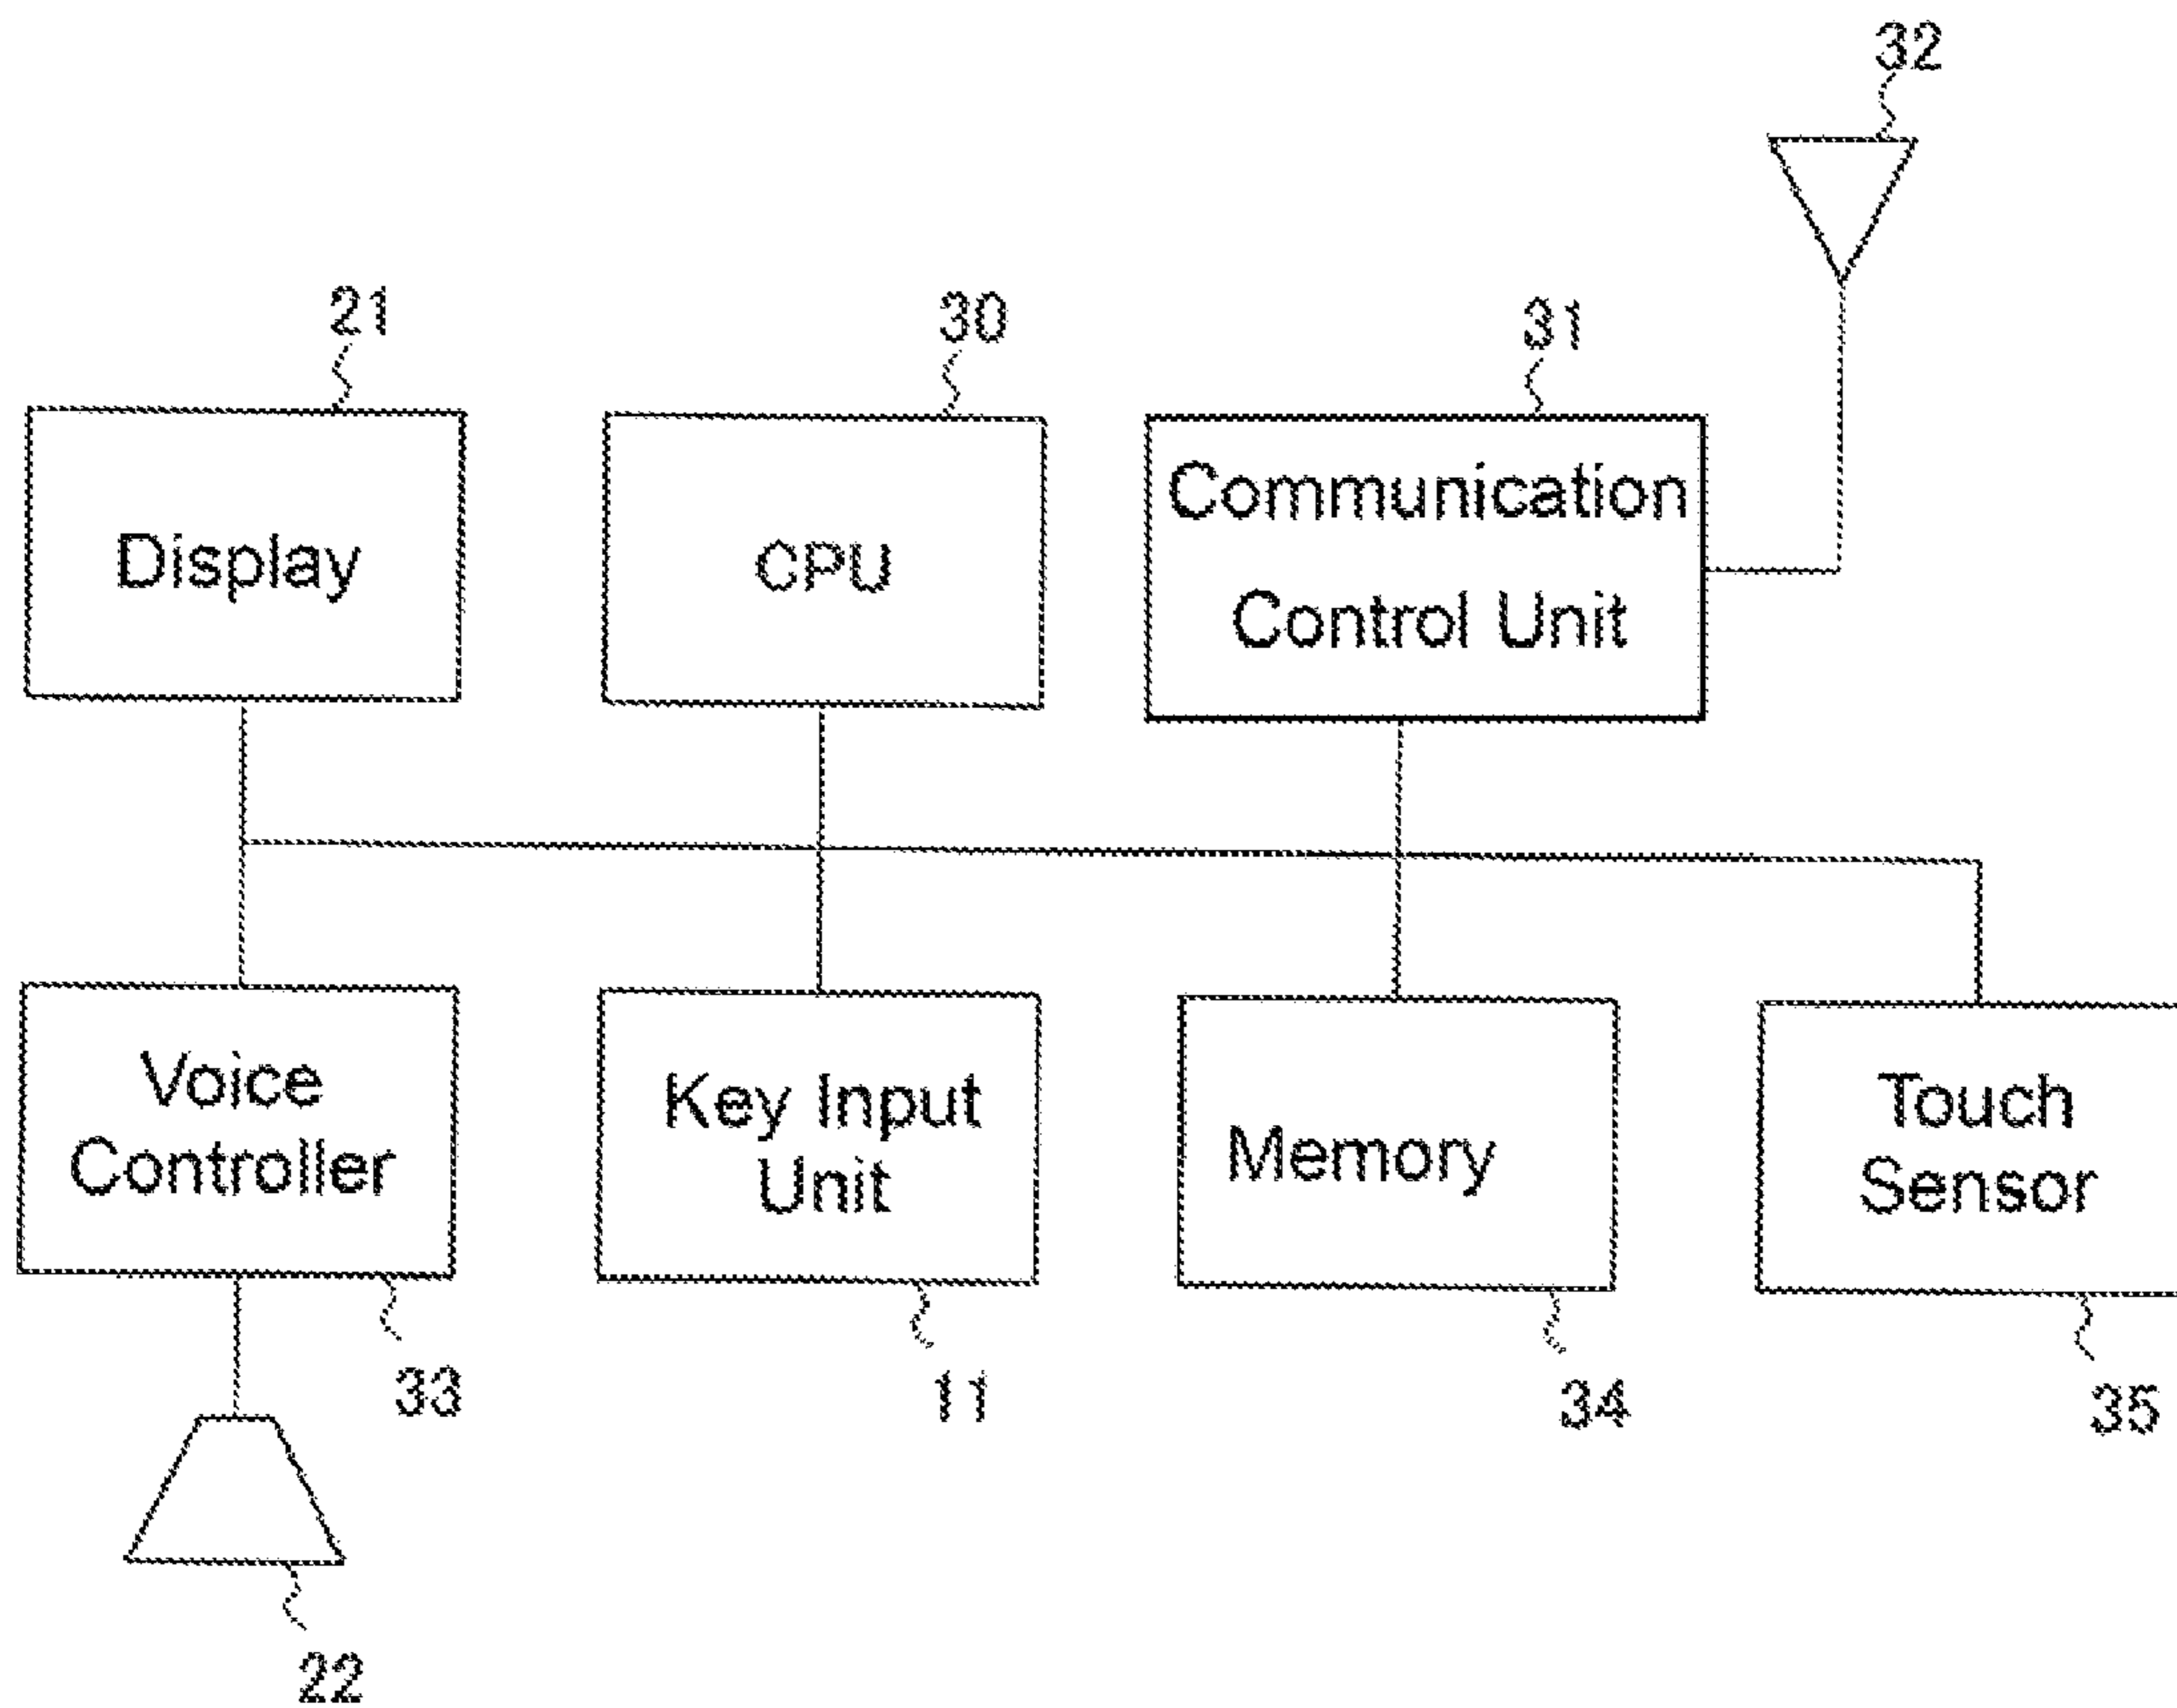 32
21
30
31
Display
CPU
Communication
Control Unit
Voice
Controller
Key Input
Unit
Memory
Touch
Sensor
33
11
34
35
22